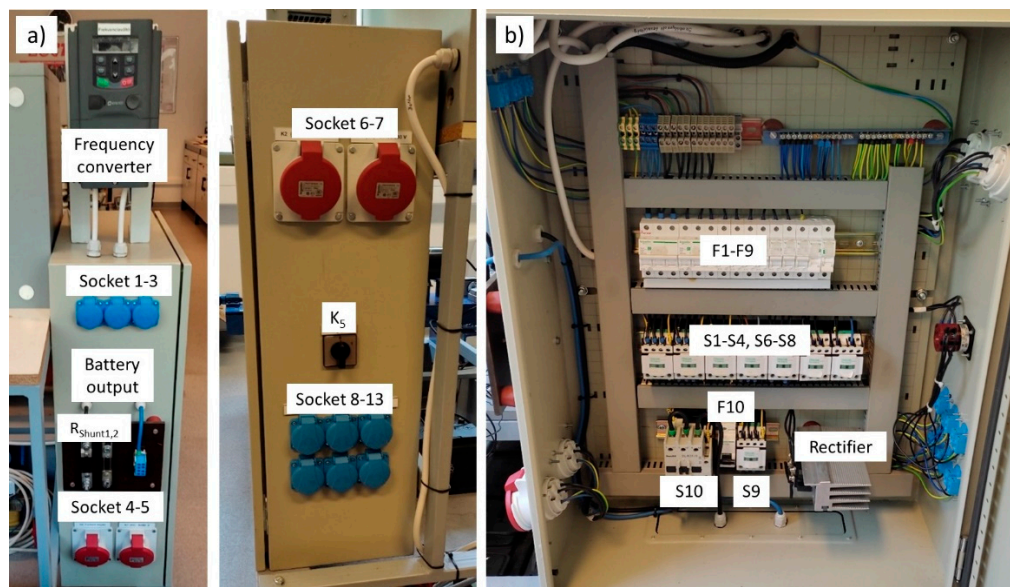 a)
Frequency
converter
Socket 1-3
Battery
output
RShunt1,2
Socket 4-5
Socket 6-7
K5
Socket 8-13
b)
F1-F9
S1-S4, S6-S8
F10
Rectifier
S10
S9